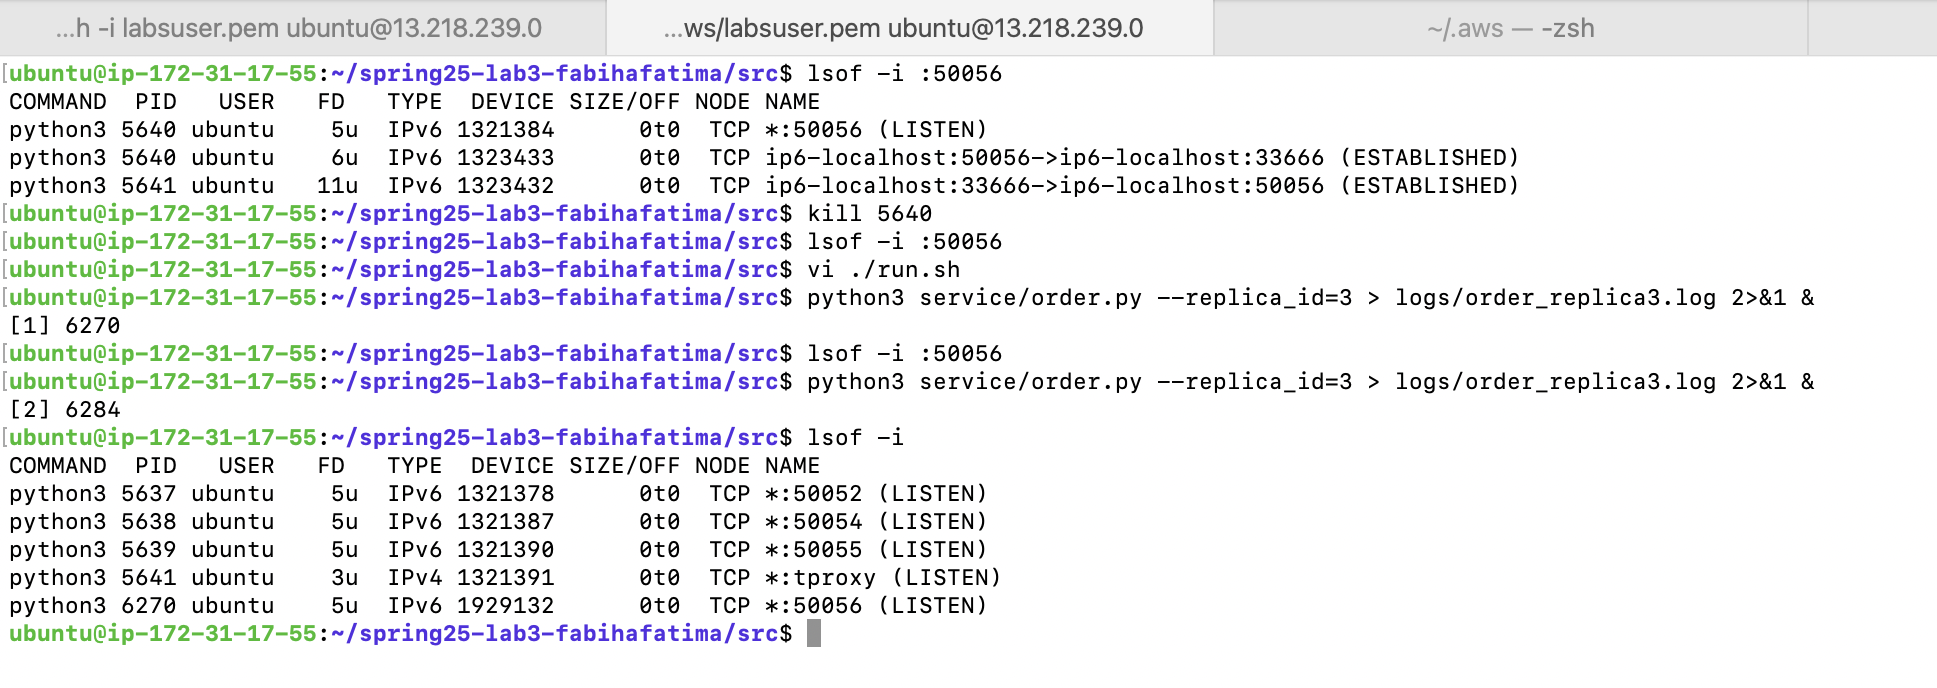 ...h -i labsuser.pem ubuntu@13.218.239.0
...ws/labsuser.pem ubuntu@13.218.239.0
~/.aws — -zsh
[ubuntu@ip-172-31-17-55:~/spring25-lab3-fabihafatima/src$ lsof -i :50056
COMMAND  PID   USER   FD   TYPE  DEVICE SIZE/OFF NODE NAME
python3 5640 ubuntu    5u  IPv6 1321384      0t0  TCP *:50056 (LISTEN)
python3 5640 ubuntu    6u  IPv6 1323433      0t0  TCP ip6-localhost:50056->ip6-localhost:33666 (ESTABLISHED)
python3 5641 ubuntu   11u  IPv6 1323432      0t0  TCP ip6-localhost:33666->ip6-localhost:50056 (ESTABLISHED)
[ubuntu@ip-172-31-17-55:~/spring25-lab3-fabihafatima/src$ kill 5640
[ubuntu@ip-172-31-17-55:~/spring25-lab3-fabihafatima/src$ lsof -i :50056
[ubuntu@ip-172-31-17-55:~/spring25-lab3-fabihafatima/src$ vi ./run.sh
[ubuntu@ip-172-31-17-55:~/spring25-lab3-fabihafatima/src$ python3 service/order.py --replica_id=3 > logs/order_replica3.log 2>&1 &
[1] 6270
[ubuntu@ip-172-31-17-55:~/spring25-lab3-fabihafatima/src$ lsof -i :50056
[ubuntu@ip-172-31-17-55:~/spring25-lab3-fabihafatima/src$ python3 service/order.py --replica_id=3 > logs/order_replica3.log 2>&1 &
[2] 6284
[ubuntu@ip-172-31-17-55:~/spring25-lab3-fabihafatima/src$ lsof -i
COMMAND  PID   USER   FD   TYPE  DEVICE SIZE/OFF NODE NAME
python3 5637 ubuntu    5u  IPv6 1321378      0t0  TCP *:50052 (LISTEN)
python3 5638 ubuntu    5u  IPv6 1321387      0t0  TCP *:50054 (LISTEN)
python3 5639 ubuntu    5u  IPv6 1321390      0t0  TCP *:50055 (LISTEN)
python3 5641 ubuntu    3u  IPv4 1321391      0t0  TCP *:tproxy (LISTEN)
python3 6270 ubuntu    5u  IPv6 1929132      0t0  TCP *:50056 (LISTEN)
ubuntu@ip-172-31-17-55:~/spring25-lab3-fabihafatima/src$